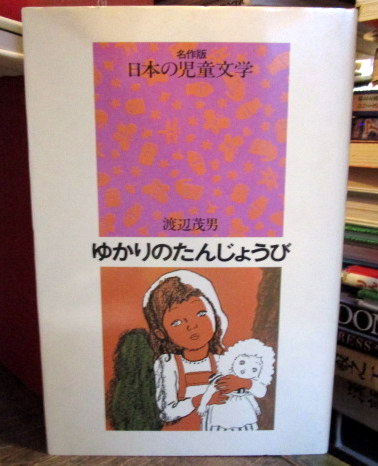 名作版
日本の児童文学
渡辺茂男
ゆかりのたんじょうび